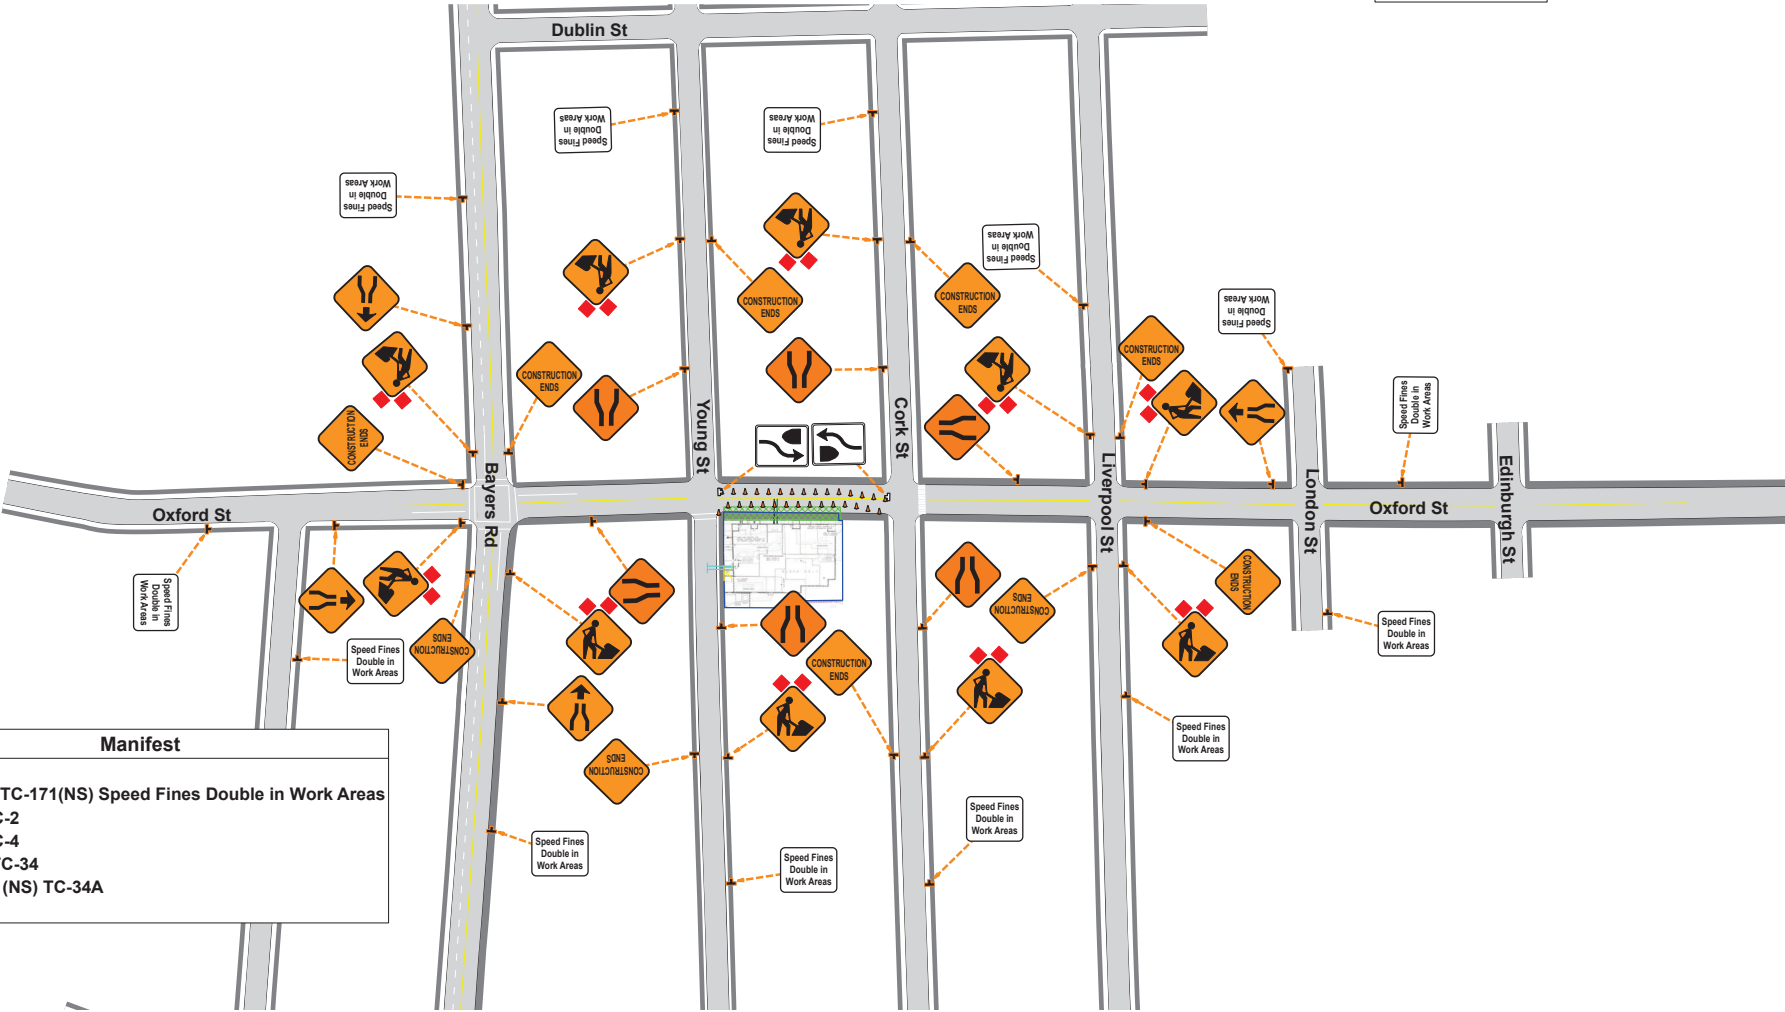 Dublin St
Speed Fines
Double in
Work Areas
Speed Fines
Double in
Work Areas
Speed Fines
Double in
Work Areas
Speed Fines
Double in
Work Areas
CONSTRUCTION
ENDS
CONSTRUCTION
ENDS
Speed Fines
Double in
Work Areas
CONSTRUCTION
ENDS
CONSTRUCTION
ENDS
CONSTRUCTION
ENDS
Speed Fines
Double in
Work Areas
Young St
Cork St
Bayers Rd
Liverpool St
London St
Edinburgh St
Oxford St
Oxford St
Speed Fines
Double in
Work Areas
Speed Fines
Double in
Work Areas
CONSTRUCTION
ENDS
CONSTRUCTION
ENDS
CONSTRUCTION
ENDS
Speed Fines
Double in
Work Areas
CONSTRUCTION
ENDS
CONSTRUCTION
ENDS
Speed Fines
Double in
Work Areas
Manifest
TC-171(NS) Speed Fines Double in Work Areas
C-2
C-4
TC-34
(NS) TC-34A
Speed Fines
Double in
Work Areas
Speed Fines
Double in
Work Areas
Speed Fines
Double in
Work Areas